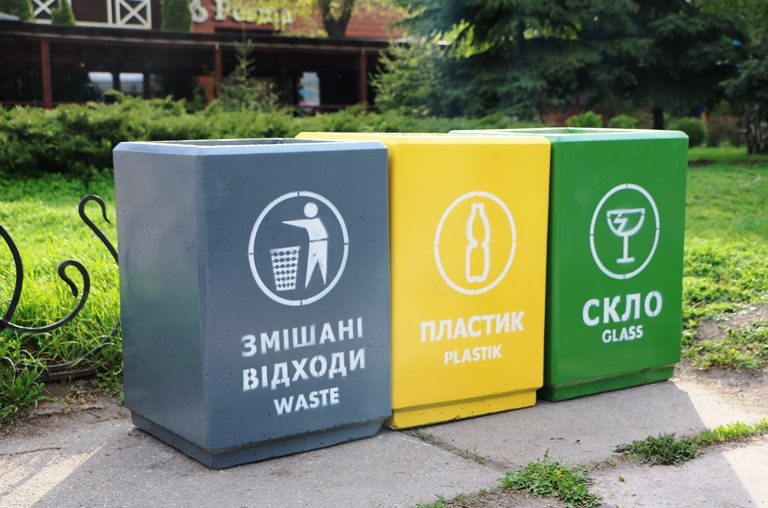 ЗМІШАНІ
ВІДХОДИ
WASTE
ПЛАСТИК
PLASTIK
СКЛО
GLASS